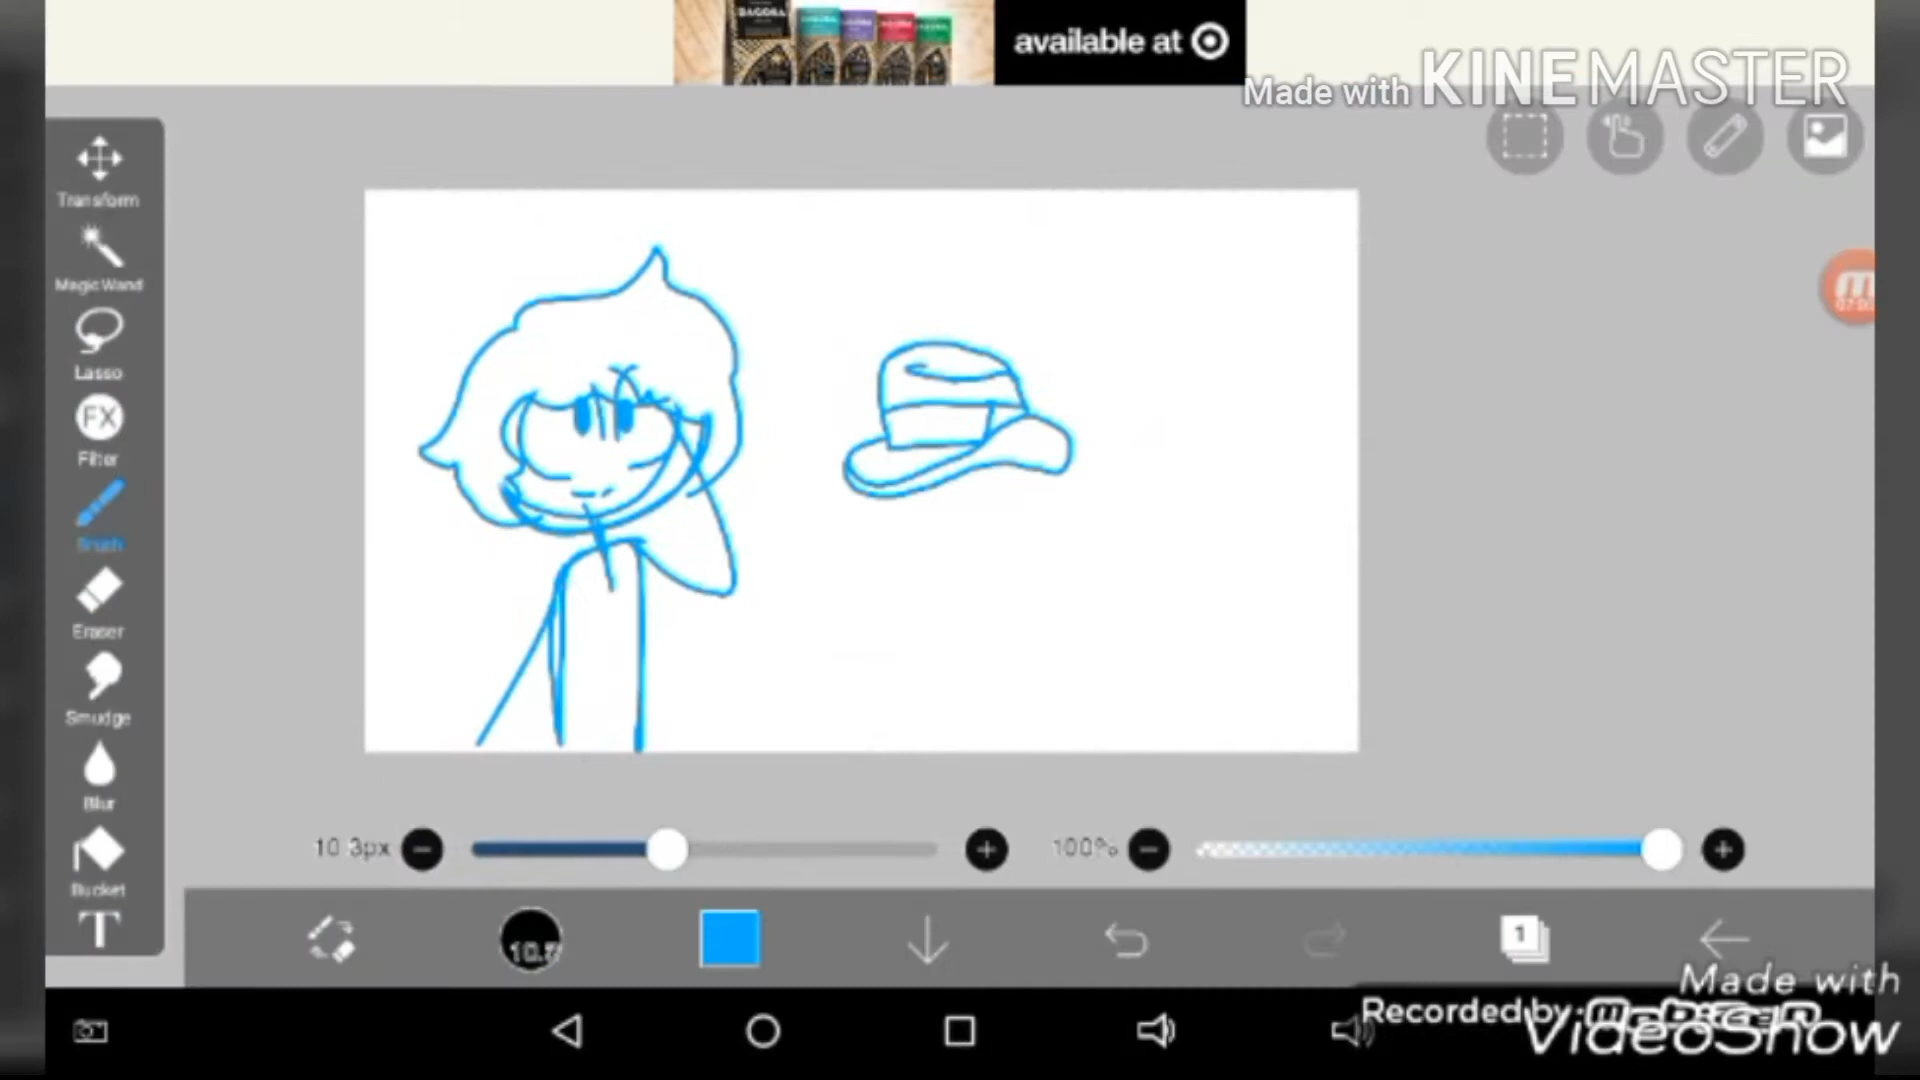 available at
Made with KINEMASTER
Transform
Magic Wand
Lasso
FX
Filter
Brush
Eraser
Smudge
Blur
Bucket
T
10.3px
100%
1
Made with
Recorded by
VideoShow